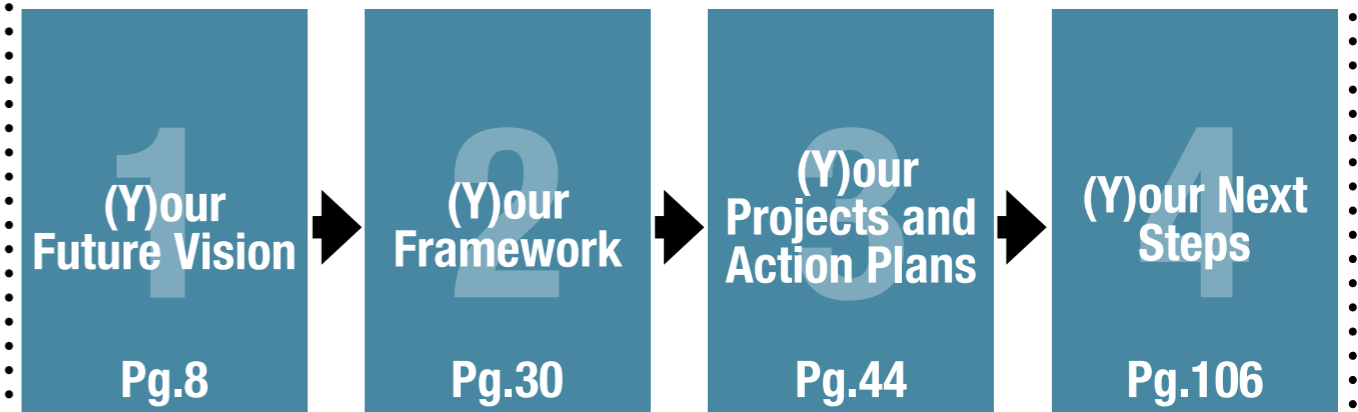 1
(Y)our
Future Vision
Pg.8
2
(Y)our
Framework
Pg.30
3
(Y)our
Projects and
Action Plans
Pg.44
4
(Y)our Next
Steps
Pg.106